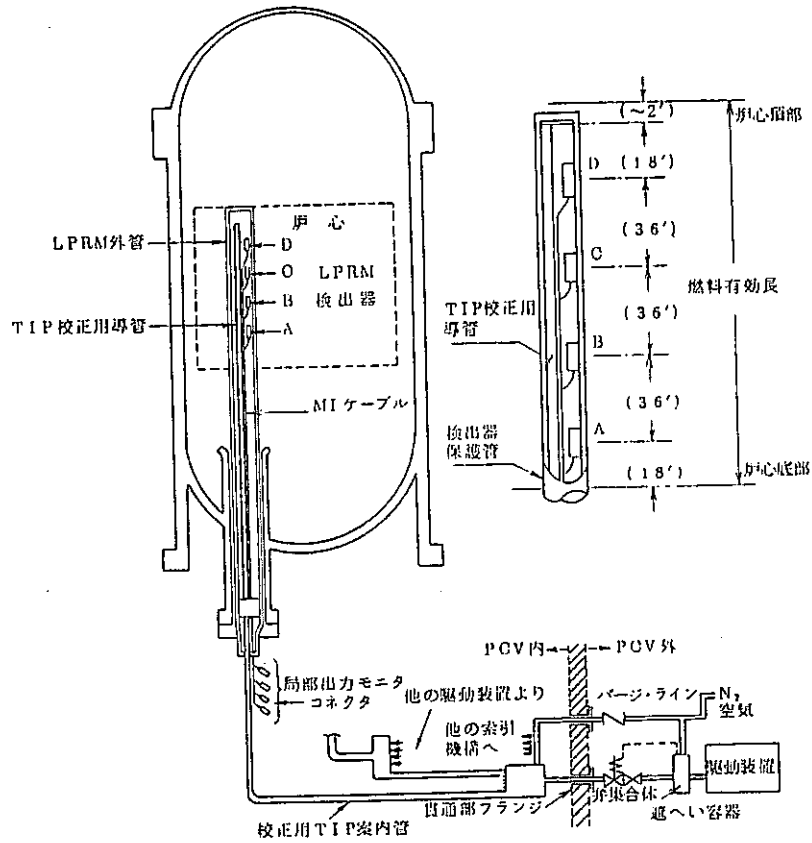 炉心
LPRM外管
D
C LPRM
B 検出器
A
TIP校正用導管
MIケーブル
(~2')
炉心頂部
D (18')
(36')
C
燃料有効長
TIP校正用
導管
(36')
B
(36')
検出器
保護管
A
(18')
炉心底部
局部出力モニタ
コネクタ
他の駆動装置より
校正用TIP案内管
PCV内
PCV外
パージ・ライン
N₂
空気
他の索引
機構へ
貫通部フランジ
弁集合体
駆動装置
遮へい容器